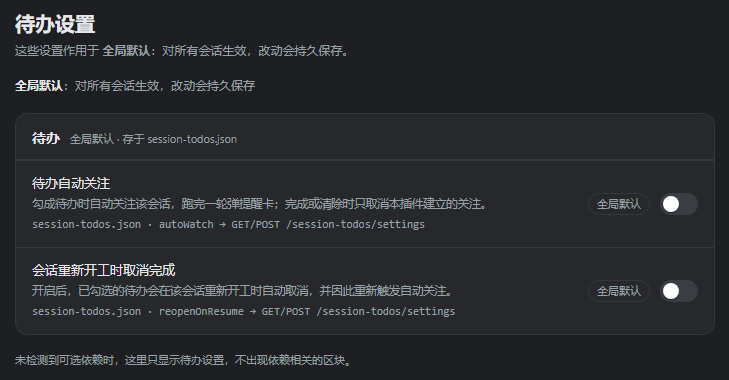 待办设置
这些设置作用于 全局默认：对所有会话生效，改动会持久保存。
全局默认：对所有会话生效，改动会持久保存
待办 全局默认 · 存于 session-todos.json
待办自动关注
勾成待办时自动关注该会话，跑完一轮弹提醒卡；完成或清除时只取消本插件建立的关注。
session-todos.json · autoWatch → GET/POST /session-todos/settings
全局默认
会话重新开工时取消完成
开启后，已勾选的待办会在该会话重新开工时自动取消，并因此重新触发自动关注。
session-todos.json · reopenOnResume → GET/POST /session-todos/settings
全局默认
未检测到可选依赖时，这里只显示待办设置，不出现依赖相关的区块。